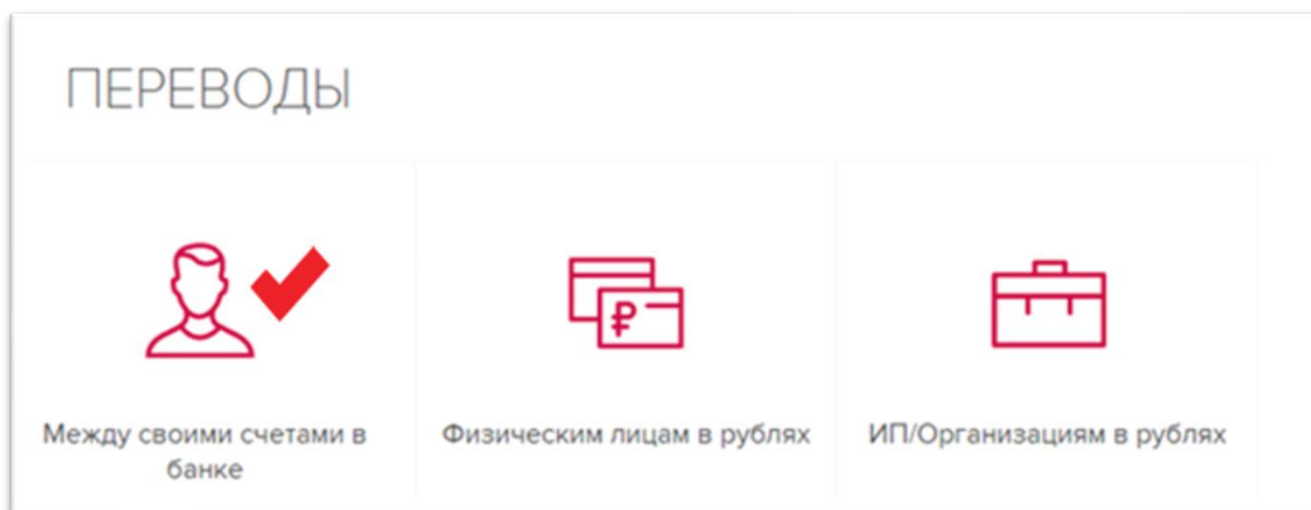 ПЕРЕВОДЫ
Между своими счетами в
банке
Физическим лицам в рублях
ИП/Организациям в рублях